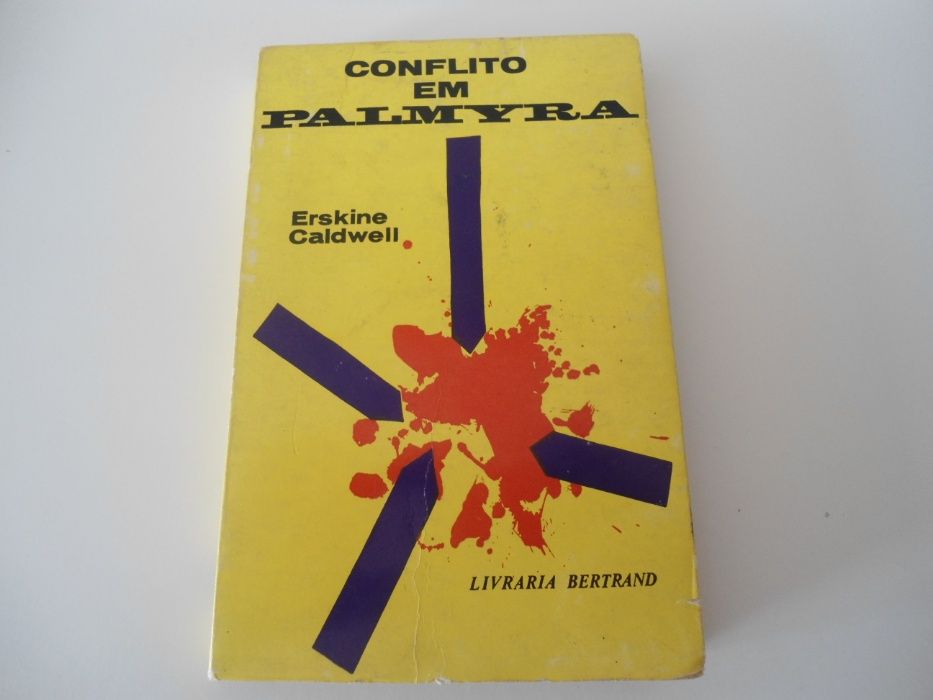 CONFLITO
EM
PALMYRA
Erskine
Caldwell
LIVRARIA BERTRAND